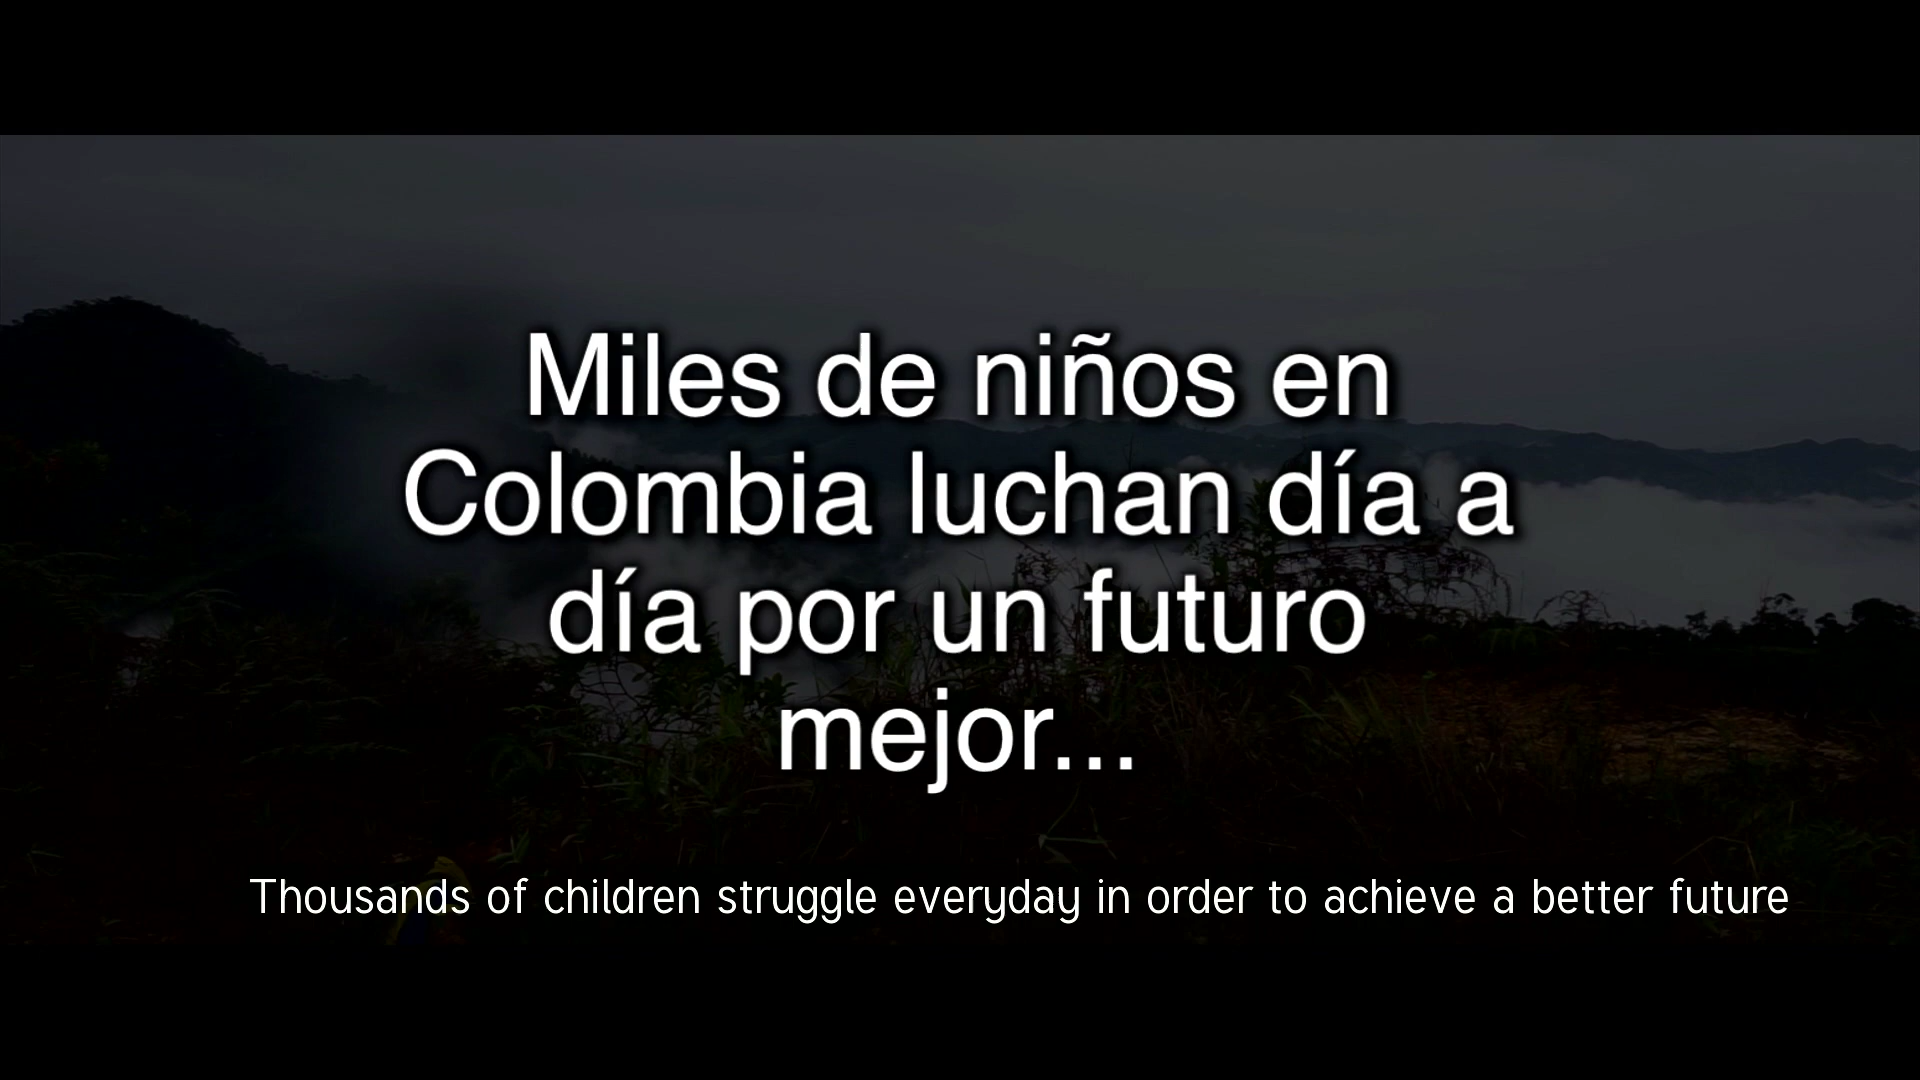 Miles de niños en
Colombia luchan día a
día por un futuro
mejor...
Thousands of children struggle everyday in order to achieve a better future